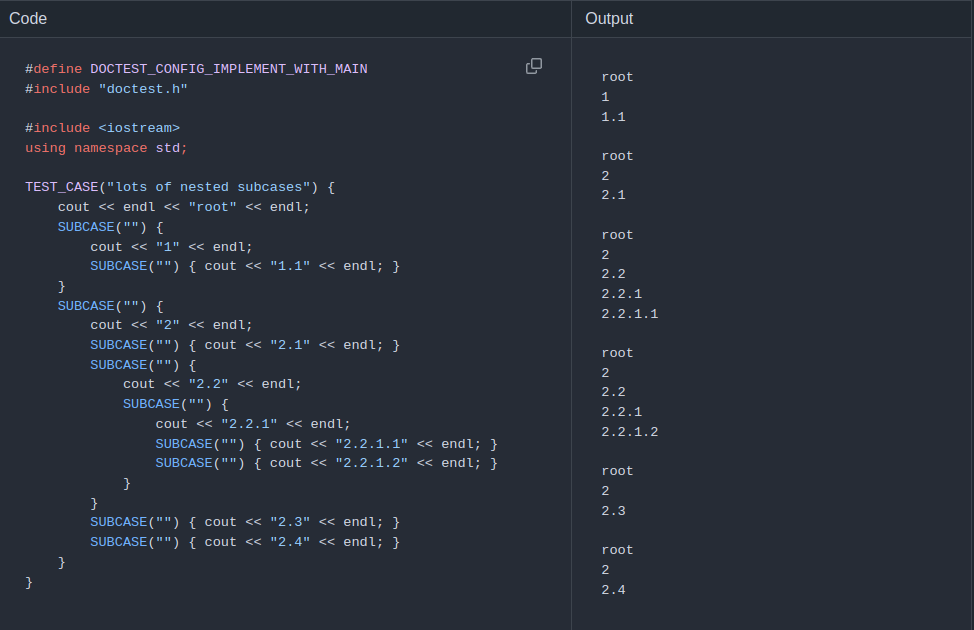 Code
#define DOCTEST_CONFIG_IMPLEMENT_WITH_MAIN
#include "doctest.h"
#include <iostream>
using namespace std;
TEST_CASE("lots of nested subcases") {
    cout << endl << "root" << endl;
    SUBCASE("") {
        cout << "1" << endl;
        SUBCASE("") { cout << "1.1" << endl; }
    }
    SUBCASE("") {
        cout << "2" << endl;
        SUBCASE("") { cout << "2.1" << endl; }
        SUBCASE("") {
            cout << "2.2" << endl;
            SUBCASE("") {
                cout << "2.2.1" << endl;
                SUBCASE("") { cout << "2.2.1.1" << endl; }
                SUBCASE("") { cout << "2.2.1.2" << endl; }
            }
        }
        SUBCASE("") { cout << "2.3" << endl; }
        SUBCASE("") { cout << "2.4" << endl; }
    }
}
Output
root
1
1.1
root
2
2.1
root
2
2.2
2.2.1
2.2.1.1
root
2
2.2
2.2.1
2.2.1.2
root
2
2.3
root
2
2.4